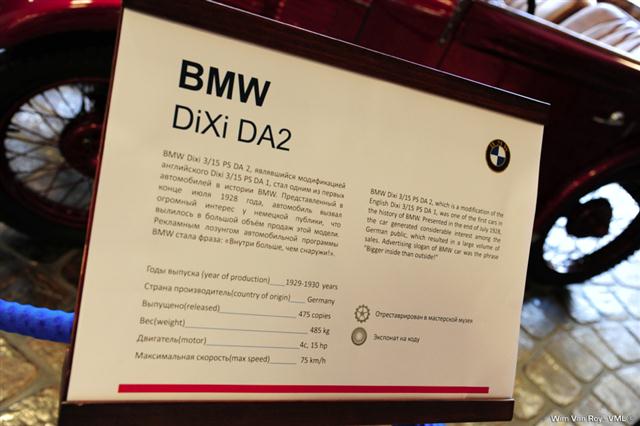 BMW
DiXi DA2
BMW Dixi 3/15 PS DA 2, являвшийся модификацией
английского Dixi 3/15 PS DA 1, стал одним из первых
автомобилей в истории BMW. Представленный в
конце июля 1928 года, автомобиль вызвал
огромный интерес у немецкой публики, что
вылилось в большой объём продаж этой модели.
Рекламным лозунгом автомобильной программы
BMW стала фраза: «Внутри больше, чем снаружи!».
BMW Dixi 3/15 PS DA 2, which is a modification of the
English Dixi 3/15 PS DA 1, was one of the first cars in
the history of BMW. Presented in the end of July 1928,
the car generated considerable interest among the
German public, which resulted in a large volume of
sales. Advertising slogan of BMW car was the phrase
"Bigger inside than outside!"
Годы выпуска (year of production) 1929-1930 years
Страна производитель(country of origin) Germany
Выпущено(released) 475 copies
Вес(weight) 485 kg
Двигатель(motor) 4c, 15 hp
Максимальная скорость(max speed) 75 km/h
Отреставрирован в мастерской музея
Экспонат на ходу
Wim Van Roy - VML ©